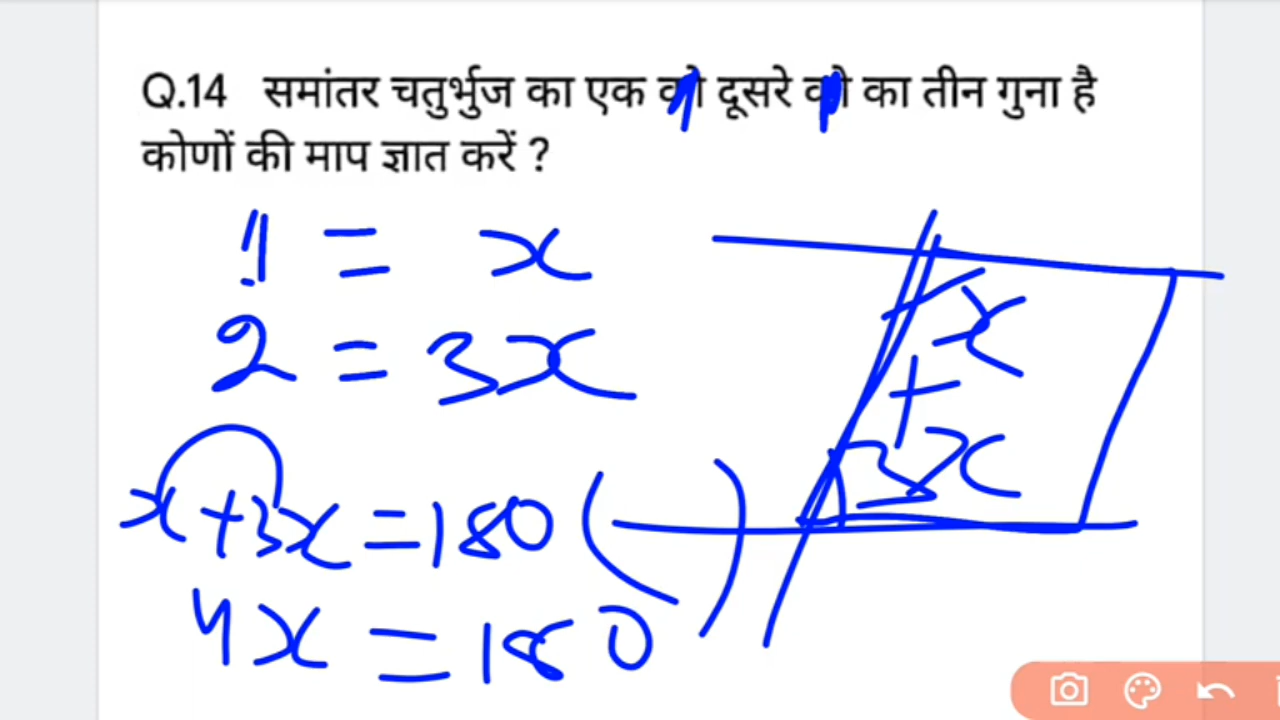 Q.14 समांतर चतुर्भुज का एक को दूसरे को का तीन गुना है
कोणों की माप ज्ञात करें ?
1 = x
2 = 3x
x+3x=180 ( )
4x = 180
x
+
3x